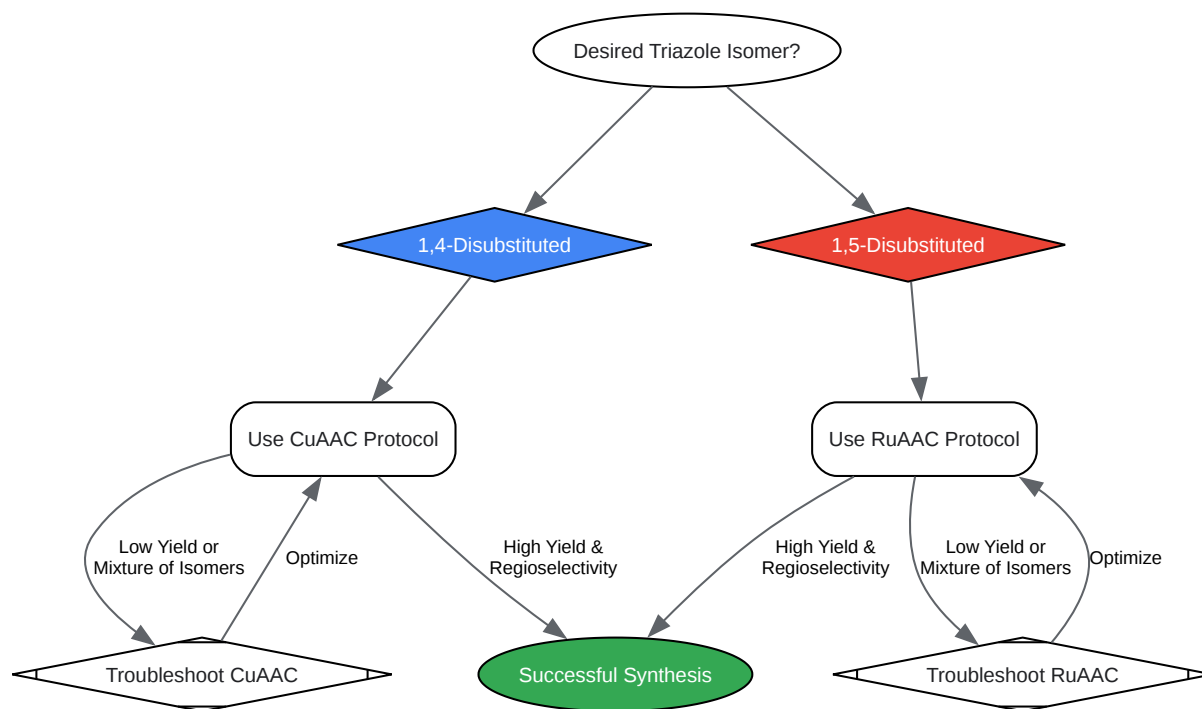 Desired Triazole Isomer?
1,4-Disubstituted
1,5-Disubstituted
Use CuAAC Protocol
Use RuAAC Protocol
Low Yield or
Mixture of Isomers
Optimize
High Yield &
Regioselectivity
High Yield &
Regioselectivity
Low Yield or
Mixture of Isomers
Optimize
Troubleshoot CuAAC
Successful Synthesis
Troubleshoot RuAAC